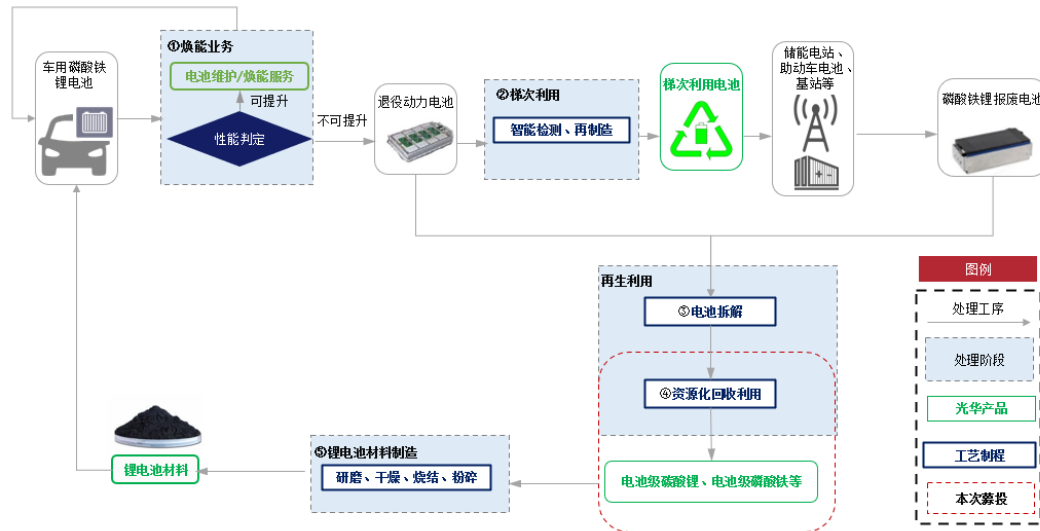 ①焕能业务
车用磷酸铁
锂电池
电池维护/焕能服务
可提升
性能判定
不可提升
退役动力电池
②梯次利用
智能检测、再制造
梯次利用电池
储能电站、
助动车电池、
基站等
磷酸铁锂报废电池
再生利用
③电池拆解
④资源化回收利用
电池级碳酸锂、电池级磷酸铁等
⑤锂电池材料制造
研磨、干燥、烧结、粉碎
锂电池材料
图例
处理工序
处理阶段
光华产品
工艺制程
本次募投